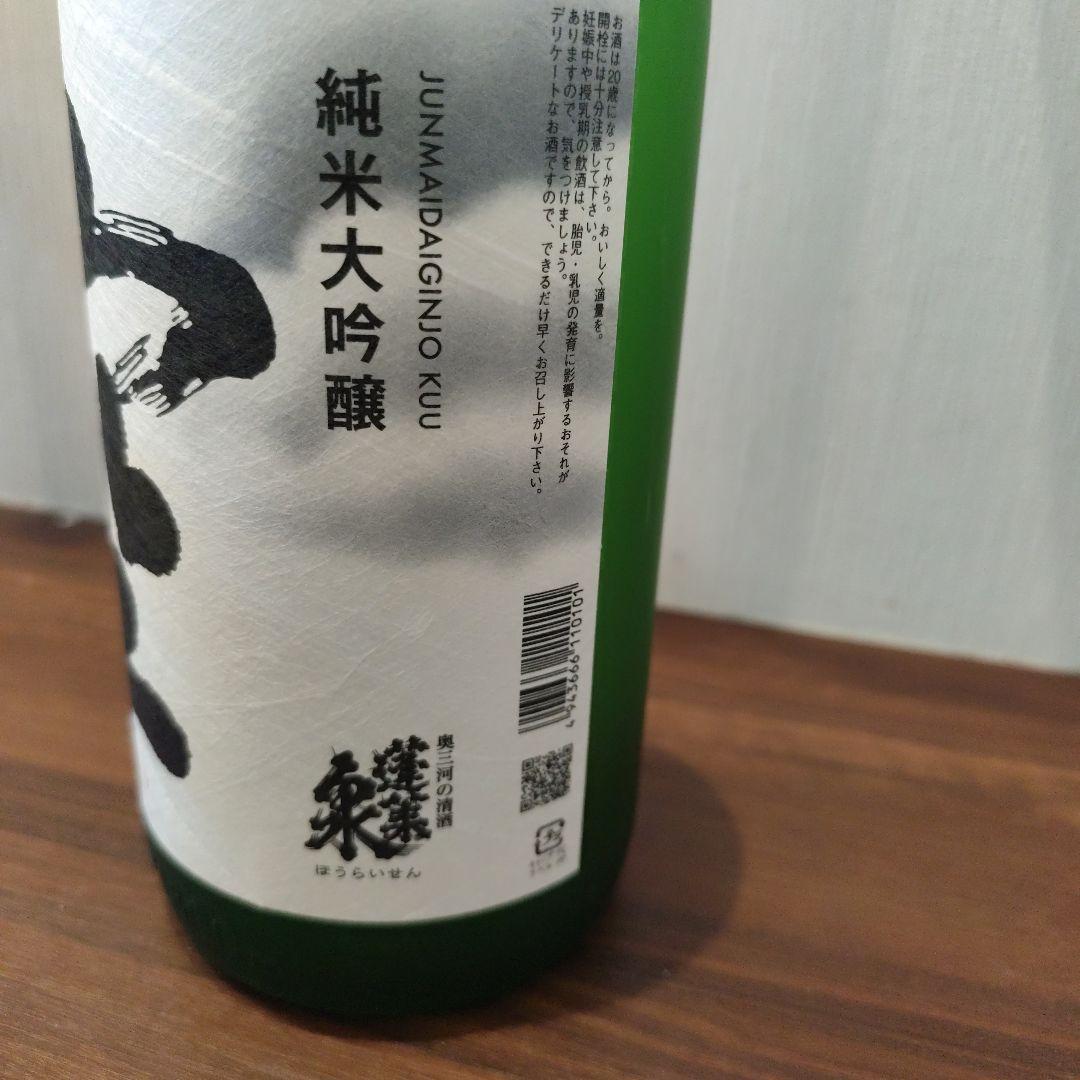 お酒は20歳になってから。おいしく適量を。
開栓には十分注意して下さい。
妊娠中や授乳期の飲酒は、胎児・乳児の発育に影響するおそれが
ありますので、気をつけましょう。
デリケートなお酒ですので、できるだけ早くお召し上がり下さい。
JUNMAIDAIGINJO KUU
純米大吟醸
奥三河の清酒
蓬莱
泉
ほうらいせん